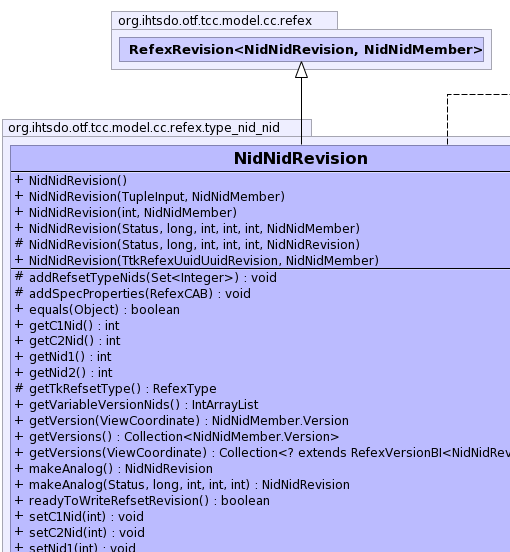 org.ihtsdo.otf.tcc.model.cc.refex
RefexRevision<NidNidRevision, NidNidMember>
org.ihtsdo.otf.tcc.model.cc.refex.type_nid_nid
NidNidRevision
+ NidNidRevision()
+ NidNidRevision(TupleInput, NidNidMember)
+ NidNidRevision(int, NidNidMember)
+ NidNidRevision(Status, long, int, int, int, NidNidMember)
# NidNidRevision(Status, long, int, int, int, NidNidRevision)
+ NidNidRevision(TtkRefexUuidUuidRevision, NidNidMember)
# addRefsetTypeNids(Set<Integer>) : void
# addSpecProperties(RefexCAB) : void
+ equals(Object) : boolean
+ getC1Nid() : int
+ getC2Nid() : int
+ getNid1() : int
+ getNid2() : int
# getTkRefsetType() : RefexType
+ getVariableVersionNids() : IntArrayList
+ getVersion(ViewCoordinate) : NidNidMember.Version
+ getVersions() : Collection<NidNidMember.Version>
+ getVersions(ViewCoordinate) : Collection<? extends RefexVersionBI<NidNidRev
+ makeAnalog() : NidNidRevision
+ makeAnalog(Status, long, int, int, int) : NidNidRevision
+ readyToWriteRefsetRevision() : boolean
+ setC1Nid(int) : void
+ setC2Nid(int) : void
+ setNid1(int) : void